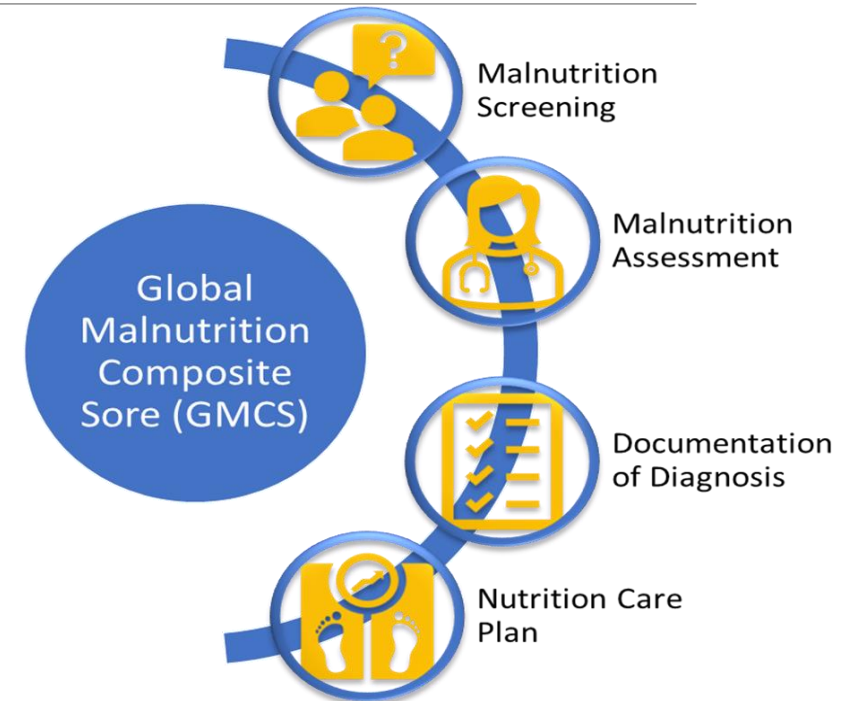 Malnutrition
Screening
Malnutrition
Assessment
Global
Malnutrition
Composite
Sore (GMCS)
Documentation
of Diagnosis
Nutrition Care
Plan